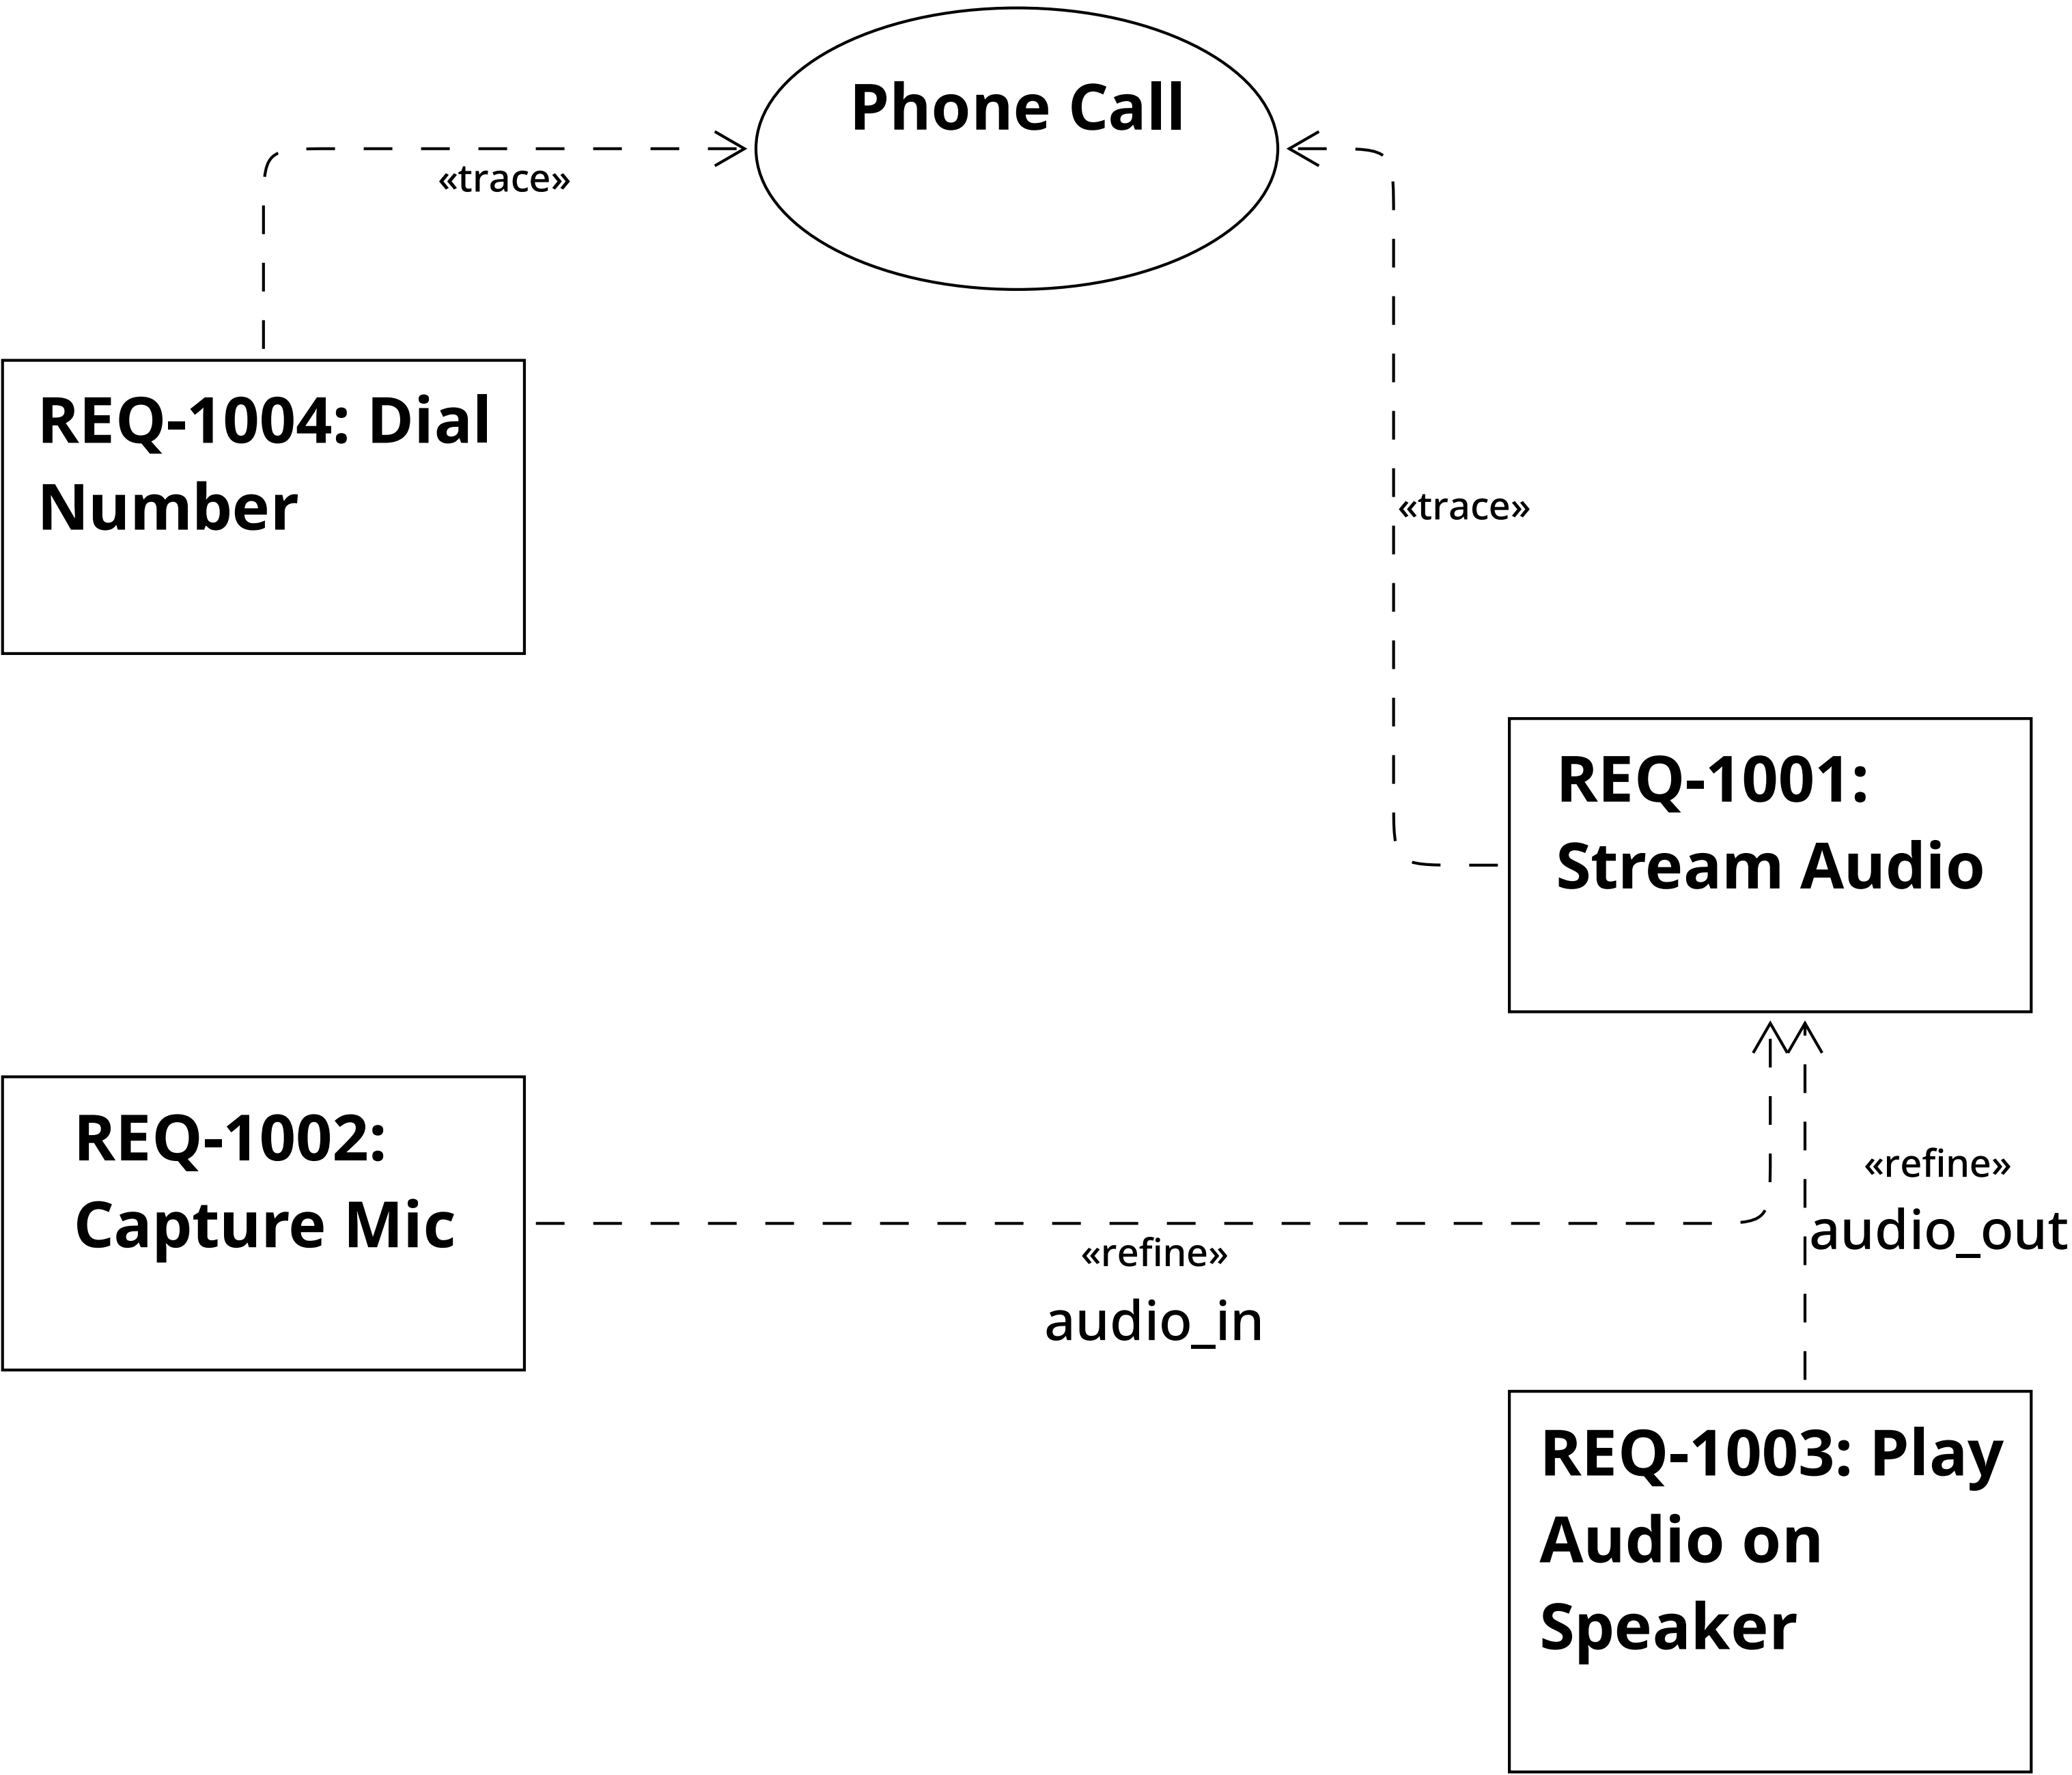 Phone Call
«trace»
REQ-1004: Dial
Number
«trace»
REQ-1001:
Stream Audio
REQ-1002:
Capture Mic
«refine»
audio_in
«refine»
audio_out
REQ-1003: Play
Audio on
Speaker